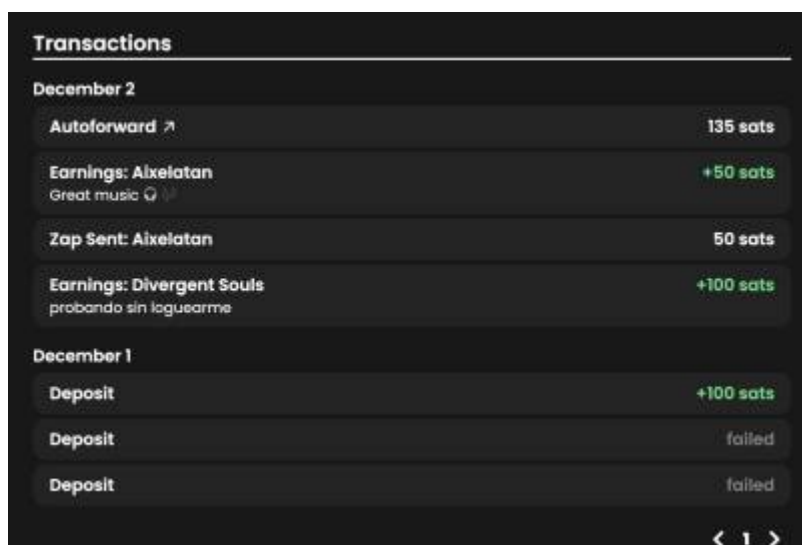 Transactions
December 2
Autoforward ↗ 135 sats
Earnings: Aixelatan +50 sats
Great music 🎧
Zap Sent: Aixelatan 50 sats
Earnings: Divergent Souls +100 sats
probando sin loguearme
December 1
Deposit +100 sats
Deposit failed
Deposit failed
< 1 >